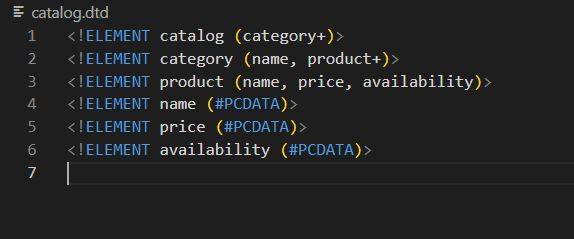 catalog.dtd
1 <!ELEMENT catalog (category+)>
2 <!ELEMENT category (name, product+)>
3 <!ELEMENT product (name, price, availability)>
4 <!ELEMENT name (#PCDATA)>
5 <!ELEMENT price (#PCDATA)>
6 <!ELEMENT availability (#PCDATA)>
7